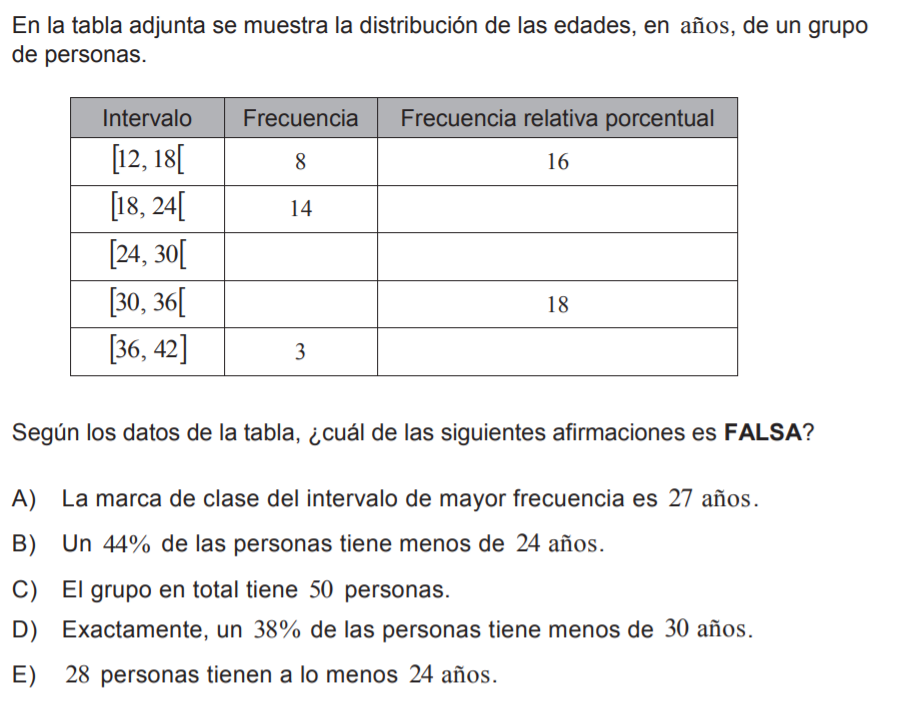 En la tabla adjunta se muestra la distribución de las edades, en años, de un grupo
de personas.
Intervalo Frecuencia Frecuencia relativa porcentual
[12, 18[ 8 16
[18, 24[ 14
[24, 30[
[30, 36[ 18
[36, 42] 3
Según los datos de la tabla, ¿cuál de las siguientes afirmaciones es FALSA?
A) La marca de clase del intervalo de mayor frecuencia es 27 años.
B) Un 44% de las personas tiene menos de 24 años.
C) El grupo en total tiene 50 personas.
D) Exactamente, un 38% de las personas tiene menos de 30 años.
E) 28 personas tienen a lo menos 24 años.